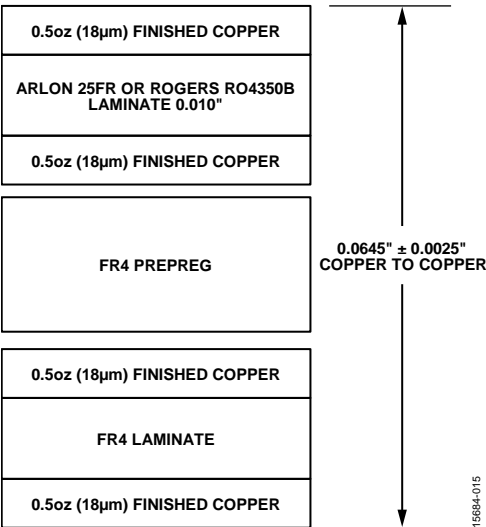 0.5oz (18µm) FINISHED COPPER
ARLON 25FR OR ROGERS RO4350B
LAMINATE 0.010"
0.5oz (18µm) FINISHED COPPER
FR4 PREPREG
0.0645" ± 0.0025"
COPPER TO COPPER
0.5oz (18µm) FINISHED COPPER
FR4 LAMINATE
0.5oz (18µm) FINISHED COPPER
15684-015